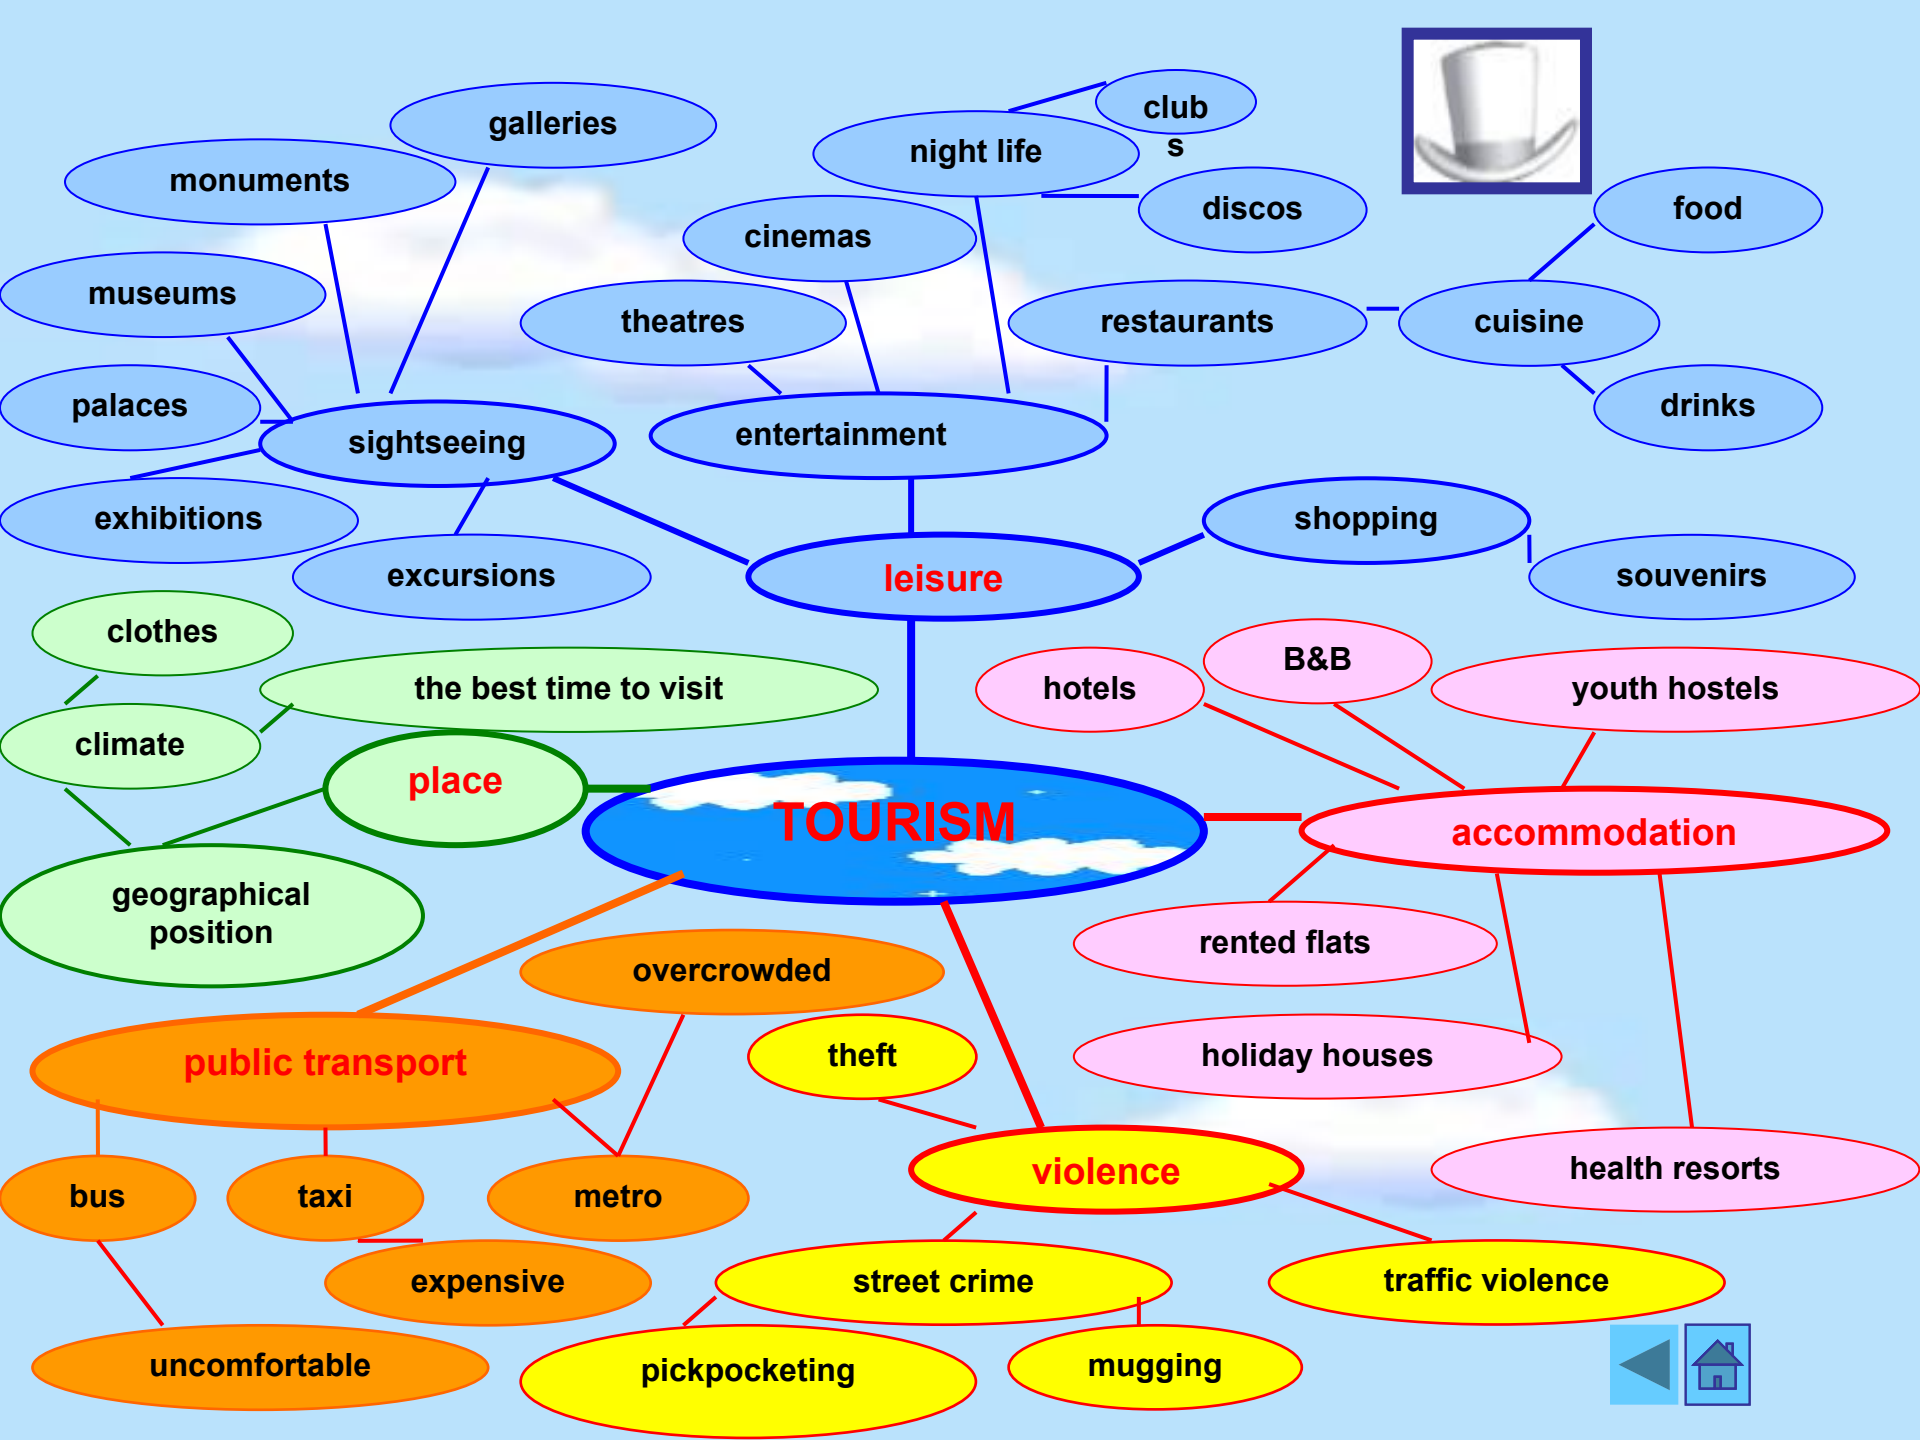 galleries
club
s
night life
monuments
discos
food
cinemas
museums
theatres
restaurants
cuisine
palaces
drinks
sightseeing
entertainment
exhibitions
shopping
excursions
leisure
souvenirs
clothes
the best time to visit
hotels
B&B
youth hostels
climate
place
TOURISM
accommodation
geographical
position
rented flats
overcrowded
public transport
theft
holiday houses
violence
health resorts
bus
taxi
metro
expensive
street crime
traffic violence
uncomfortable
pickpocketing
mugging